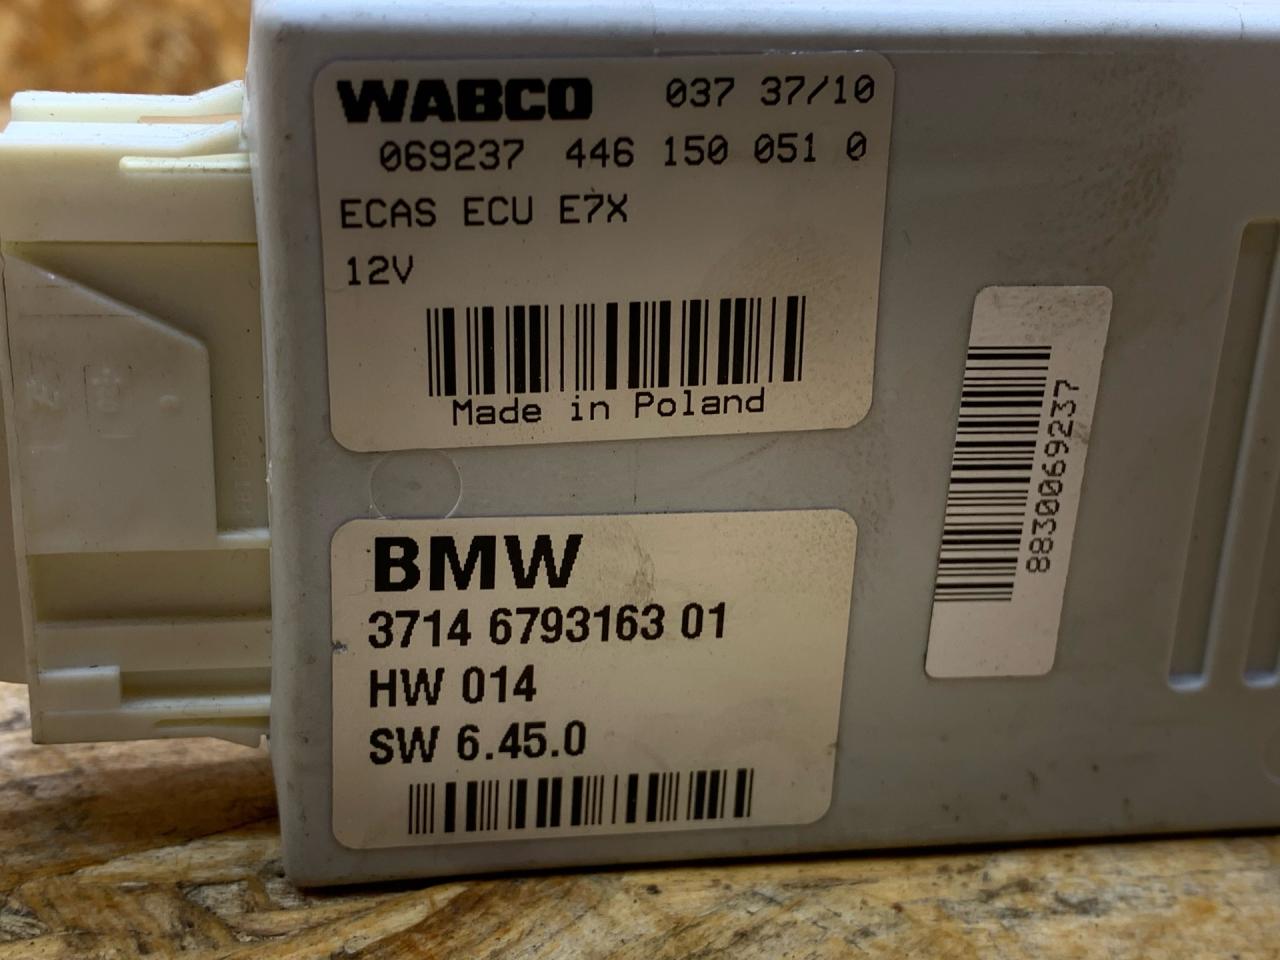 WABCO 037 37/10
069237 446 150 051 0
ECAS ECU E7X
12V
Made in Poland
BMW
3714 6793163 01
HW 014
SW 6.45.0
8830069237